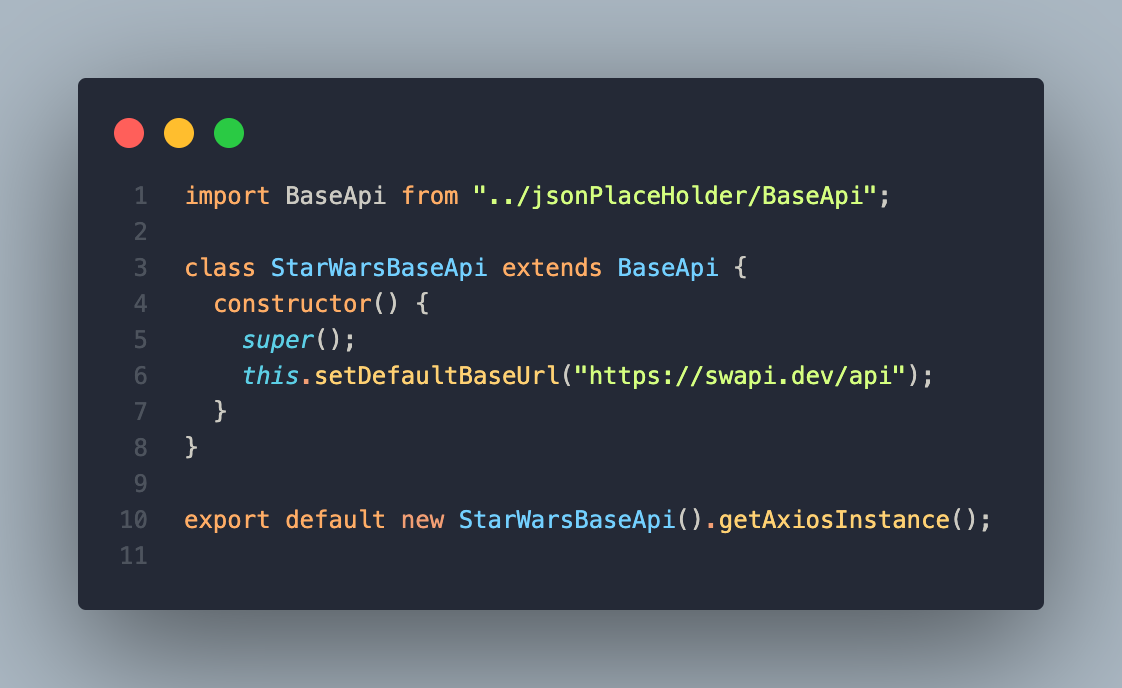 1 import BaseApi from "../jsonPlaceHolder/BaseApi";
2
3 class StarWarsBaseApi extends BaseApi {
4   constructor() {
5     super();
6     this.setDefaultBaseUrl("https://swapi.dev/api");
7   }
8 }
9
10 export default new StarWarsBaseApi().getAxiosInstance();
11